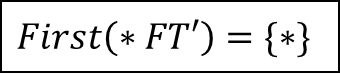 First(* FT′) = {*}